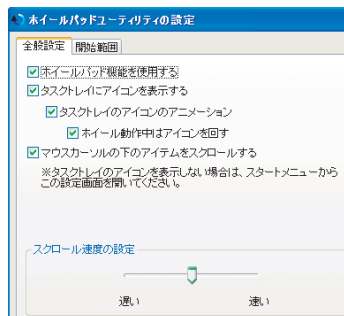 ホイールパッドユーティリティの設定
全般設定 開始範囲
ホイールパッド機能を使用する
タスクトレイにアイコンを表示する
タスクトレイのアイコンのアニメーション
ホイール動作中はアイコンを回す
マウスカーソルの下のアイテムをスクロールする
※タスクトレイのアイコンを表示しない場合は、スタートメニューから
この設定画面を開いてください。
スクロール速度の設定
遅い 速い